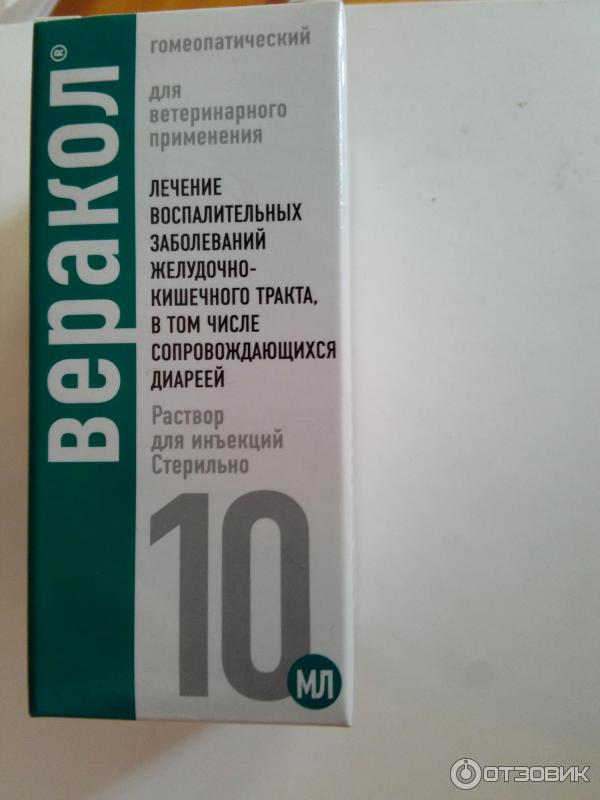 веракол®
гомеопатический
для
ветеринарного
применения
ЛЕЧЕНИЕ
ВОСПАЛИТЕЛЬНЫХ
ЗАБОЛЕВАНИЙ
ЖЕЛУДОЧНО-
КИШЕЧНОГО ТРАКТА,
В ТОМ ЧИСЛЕ
СОПРОВОЖДАЮЩИХСЯ
ДИАРЕЕЙ
Раствор
для инъекций
Стерильно
10
МЛ
ОТЗОВИК